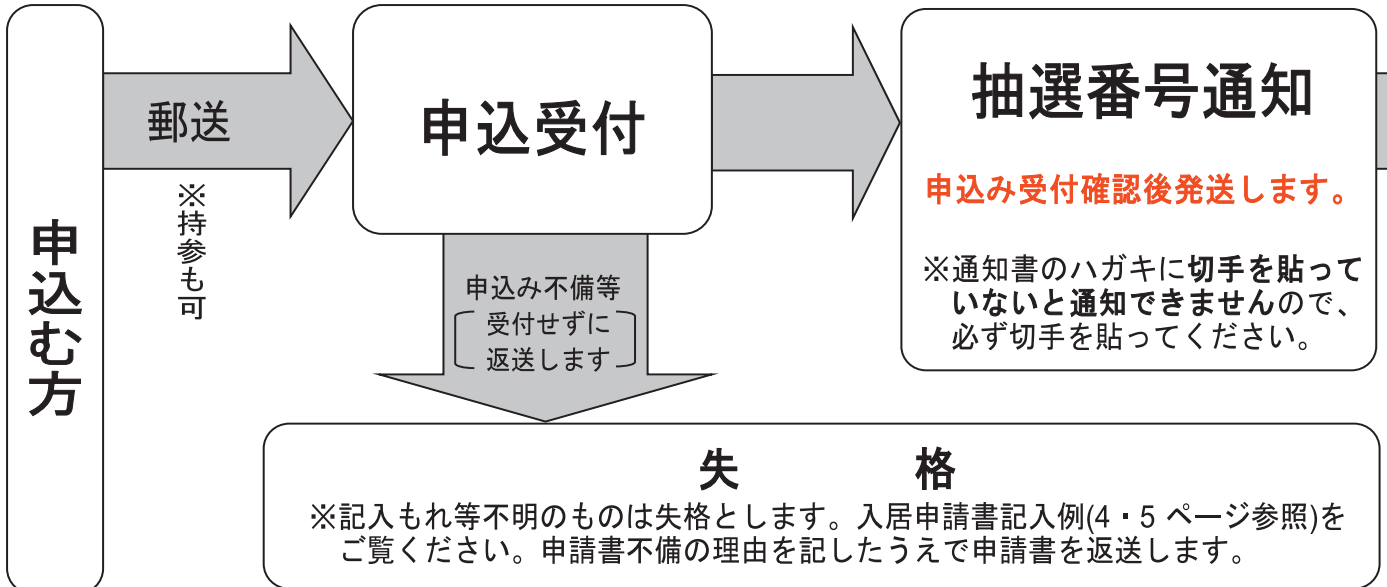 申込む方
郵送
※持参も可
申込受付
申込み不備等
受付せずに
返送します
抽選番号通知
申込み受付確認後発送します。
※通知書のハガキに切手を貼って
いないと通知できませんので、
必ず切手を貼ってください。
失格
※記入もれ等不明のものは失格とします。入居申請書記入例(4・5 ページ参照)を
ご覧ください。申請書不備の理由を記したうえで申請書を返送します。